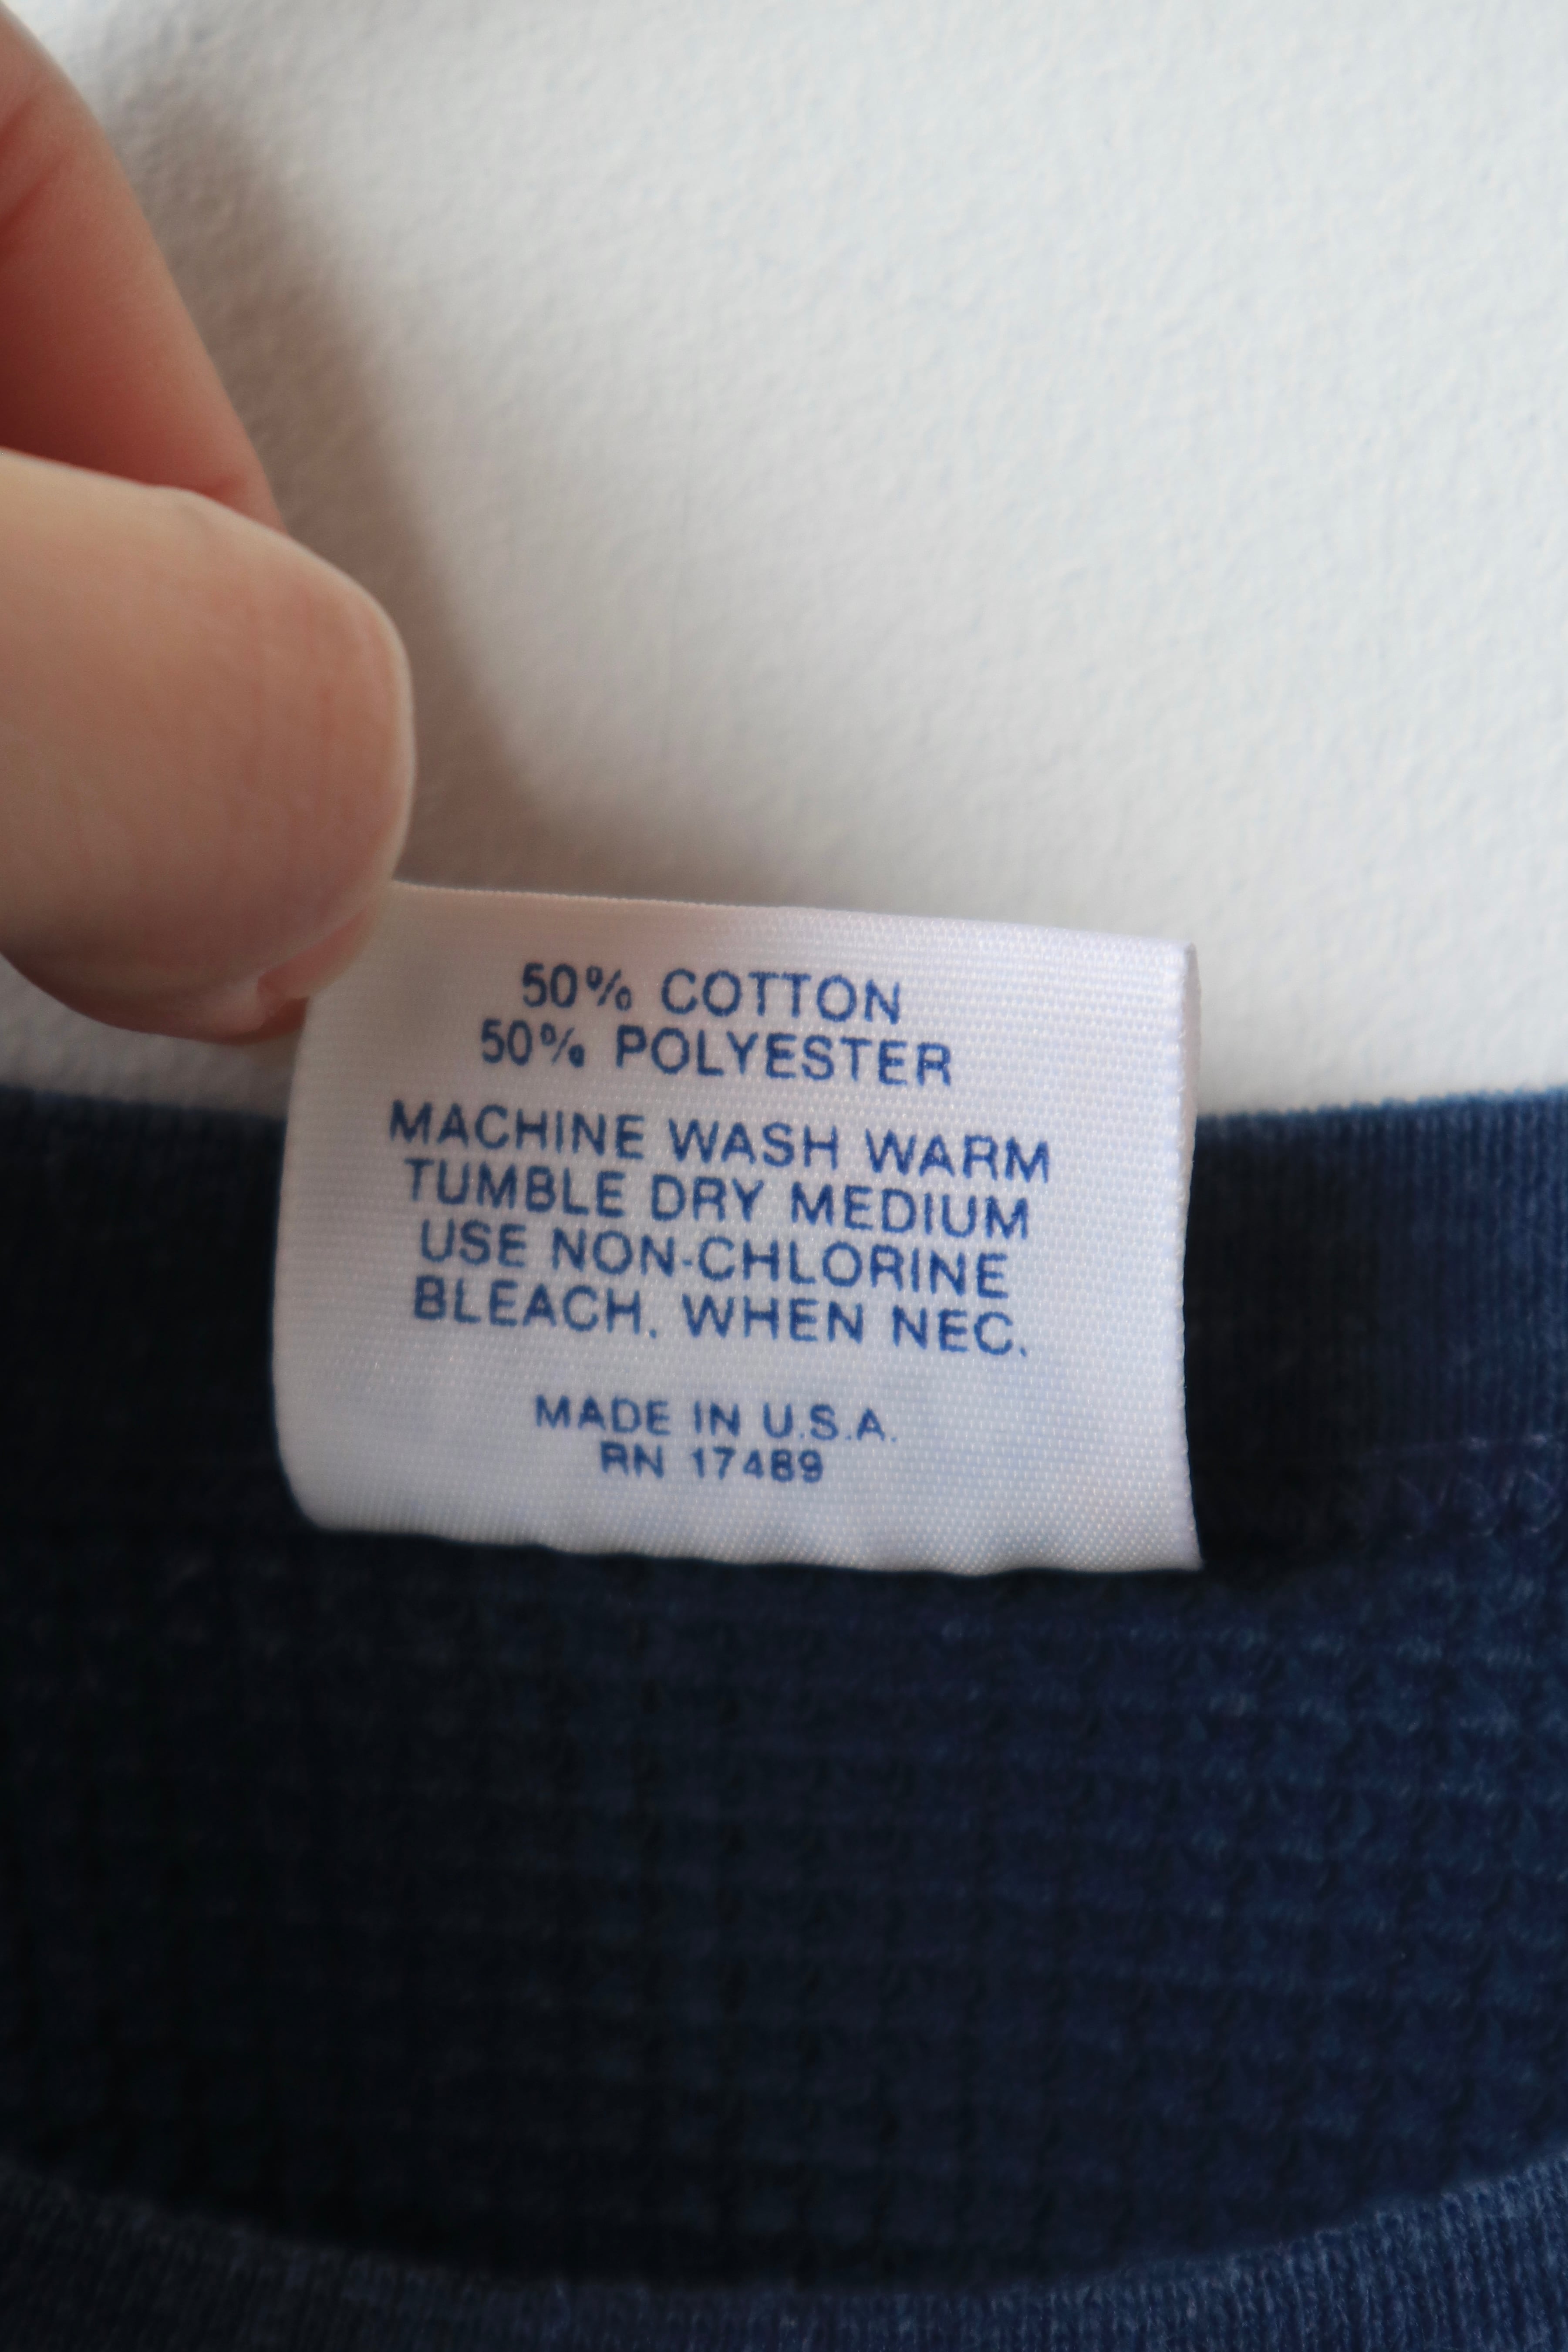 50% COTTON
50% POLYESTER
MACHINE WASH WARM
TUMBLE DRY MEDIUM
USE NON-CHLORINE
BLEACH, WHEN NEC.
MADE IN U.S.A.
RN 17489